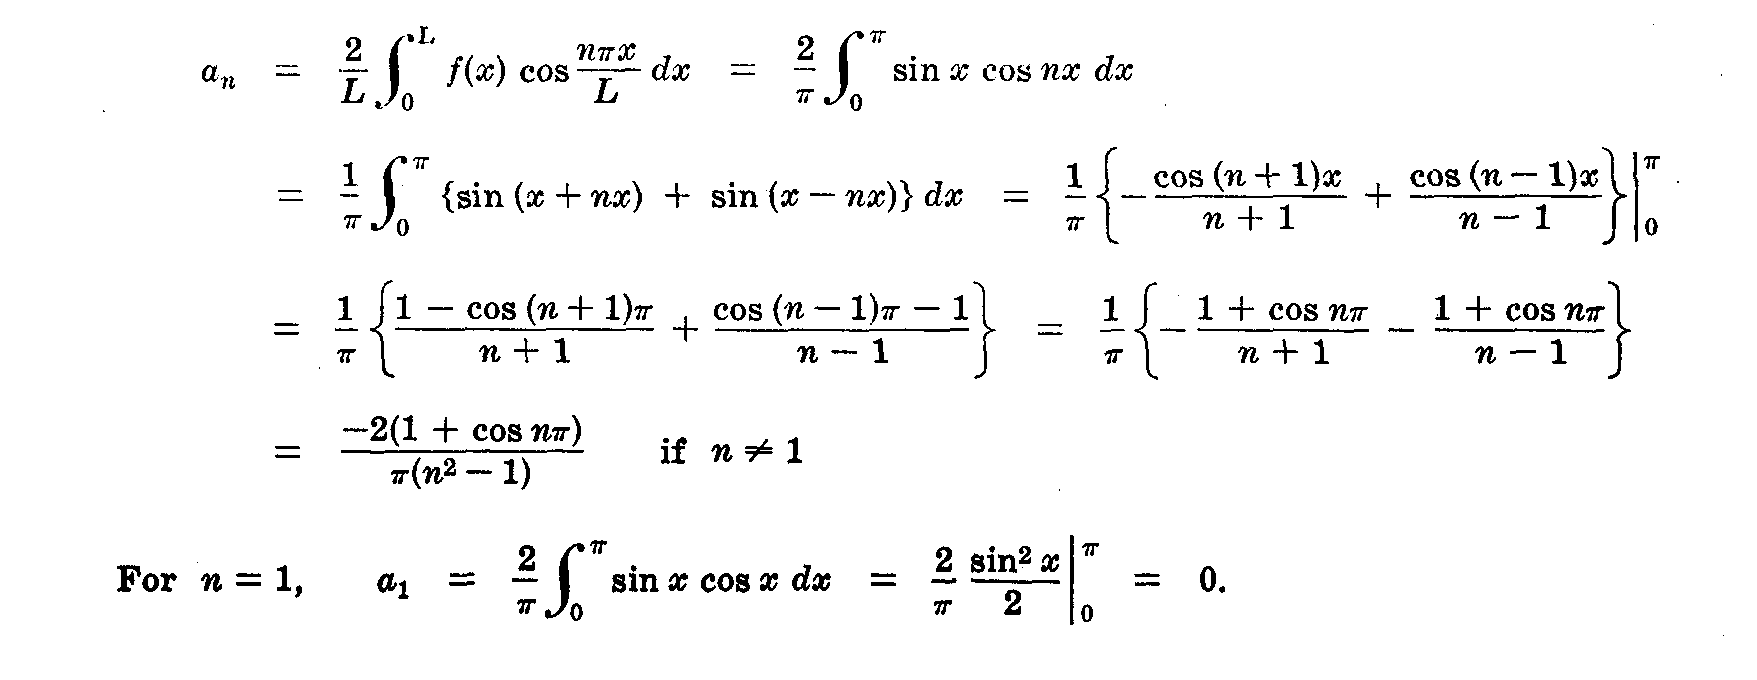 a_n = \frac{2}{L} \int_0^L f(x) \cos \frac{n\pi x}{L} dx = \frac{2}{\pi} \int_0^\pi \sin x \cos nx dx
= \frac{1}{\pi} \int_0^\pi \{\sin (x + nx) + \sin (x - nx)\} dx = \frac{1}{\pi} \left\{ -\frac{\cos (n + 1)x}{n + 1} + \frac{\cos (n - 1)x}{n - 1} \right\} \Big|_0^\pi
= \frac{1}{\pi} \left\{ \frac{1 - \cos (n + 1)\pi}{n + 1} + \frac{\cos (n - 1)\pi - 1}{n - 1} \right\} = \frac{1}{\pi} \left\{ -\frac{1 + \cos n\pi}{n + 1} - \frac{1 + \cos n\pi}{n - 1} \right\}
= \frac{-2(1 + \cos n\pi)}{\pi(n^2 - 1)} if n \neq 1
For n = 1, a_1 = \frac{2}{\pi} \int_0^\pi \sin x \cos x dx = \frac{2}{\pi} \frac{\sin^2 x}{2} \Big|_0^\pi = 0.